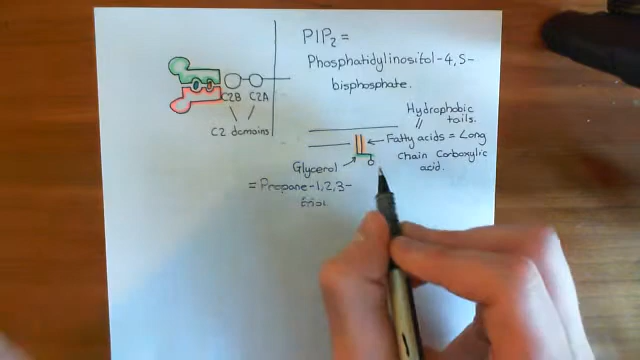 PIP2 =
Phosphatidylinositol-4,5-
bisphosphate.
C2B C2A
C2 domains
Hydrophobic
tails.
Fatty acids = Long
chain Carboxylic
acid.
Glycerol
= Propane-1,2,3-
triol